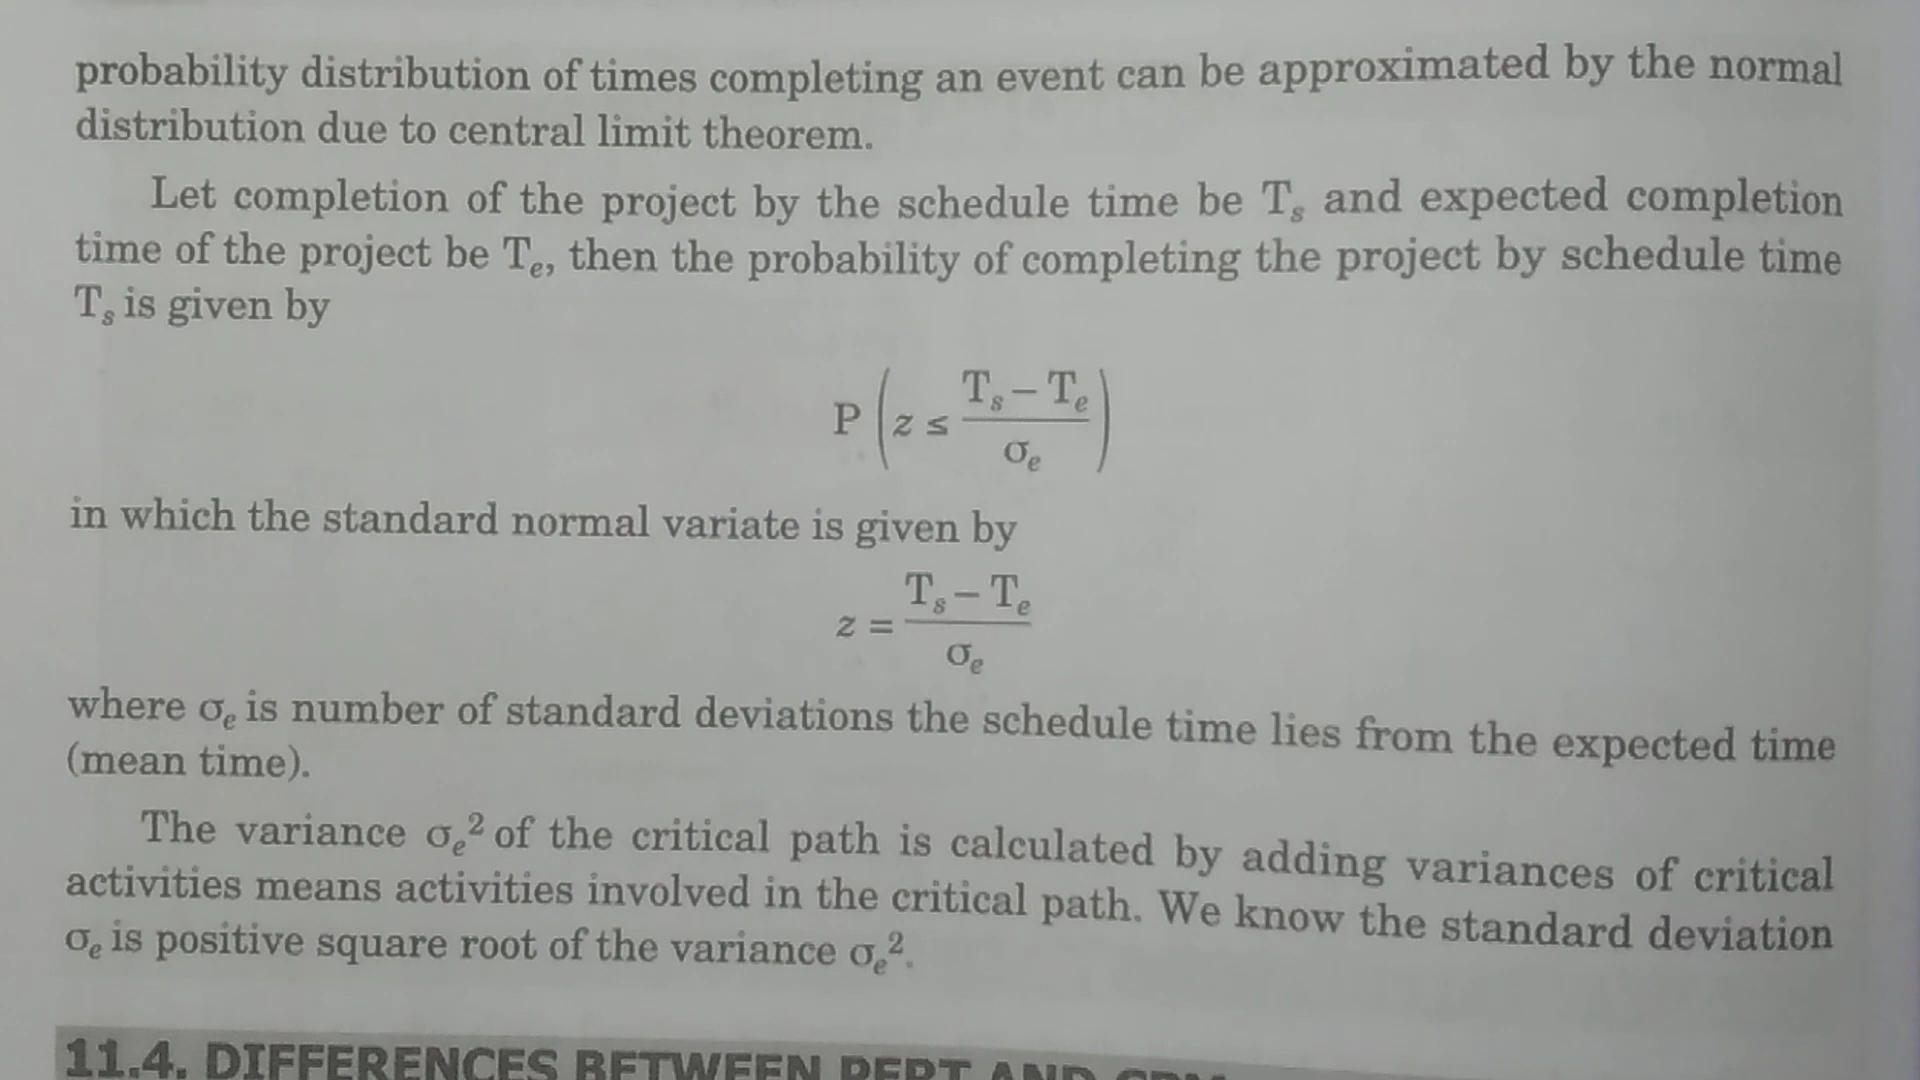 probability distribution of times completing an event can be approximated by the normal
distribution due to central limit theorem.
Let completion of the project by the schedule time be Tₛ and expected completion
time of the project be Tₑ, then the probability of completing the project by schedule time
Tₛ is given by
P (z ≤ (Tₛ – Tₑ)/σₑ)
in which the standard normal variate is given by
z = (Tₛ – Tₑ)/σₑ
where σₑ is number of standard deviations the schedule time lies from the expected time
(mean time).
The variance σₑ² of the critical path is calculated by adding variances of critical
activities means activities involved in the critical path. We know the standard deviation
σₑ is positive square root of the variance σₑ².
11.4. DIFFERENCES BETWEEN PERT AND CPM